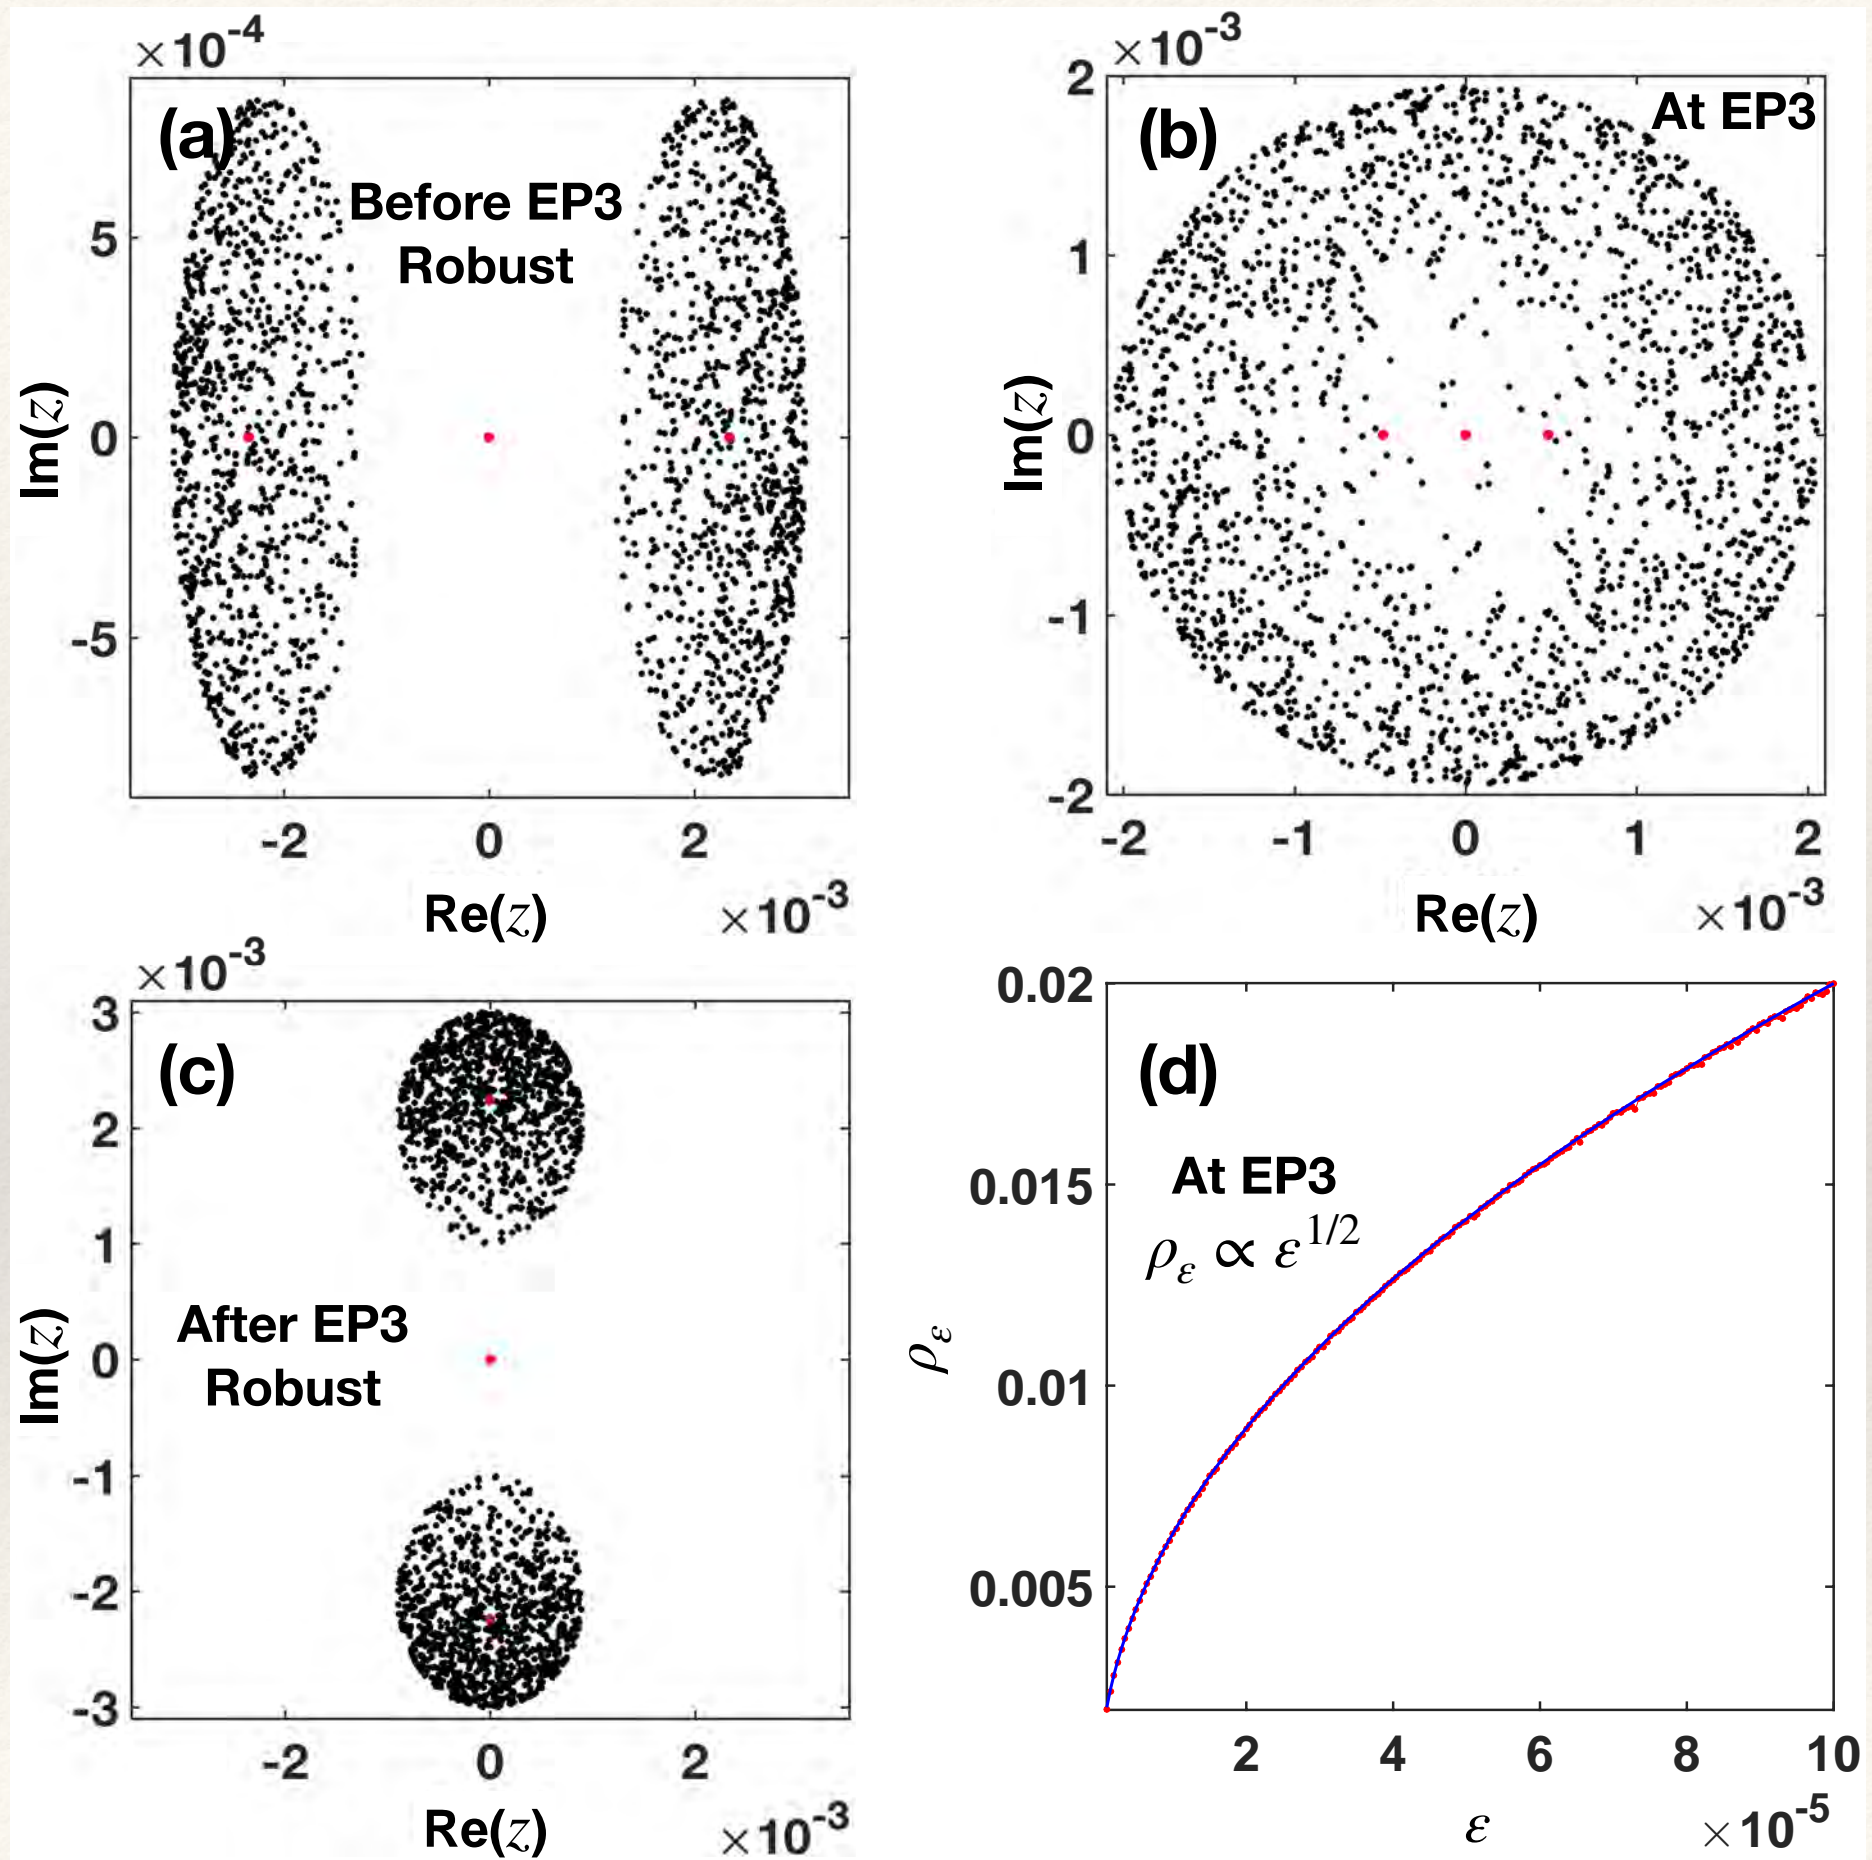 ×10⁻⁴
(a)
Before EP3
Robust
5
0
-5
Im(z)
-2 0 2
Re(z) ×10⁻³
×10⁻³
(b)
At EP3
2
1
0
-1
-2
Im(z)
-2 -1 0 1 2
Re(z) ×10⁻³
×10⁻³
(c)
After EP3
Robust
3
2
1
0
-1
-2
-3
Im(z)
-2 0 2
Re(z) ×10⁻³
(d)
At EP3
ρ_ε ∝ ε^{1/2}
0.02
0.015
0.01
0.005
ρ_ε
2 4 6 8 10
ε ×10⁻⁵